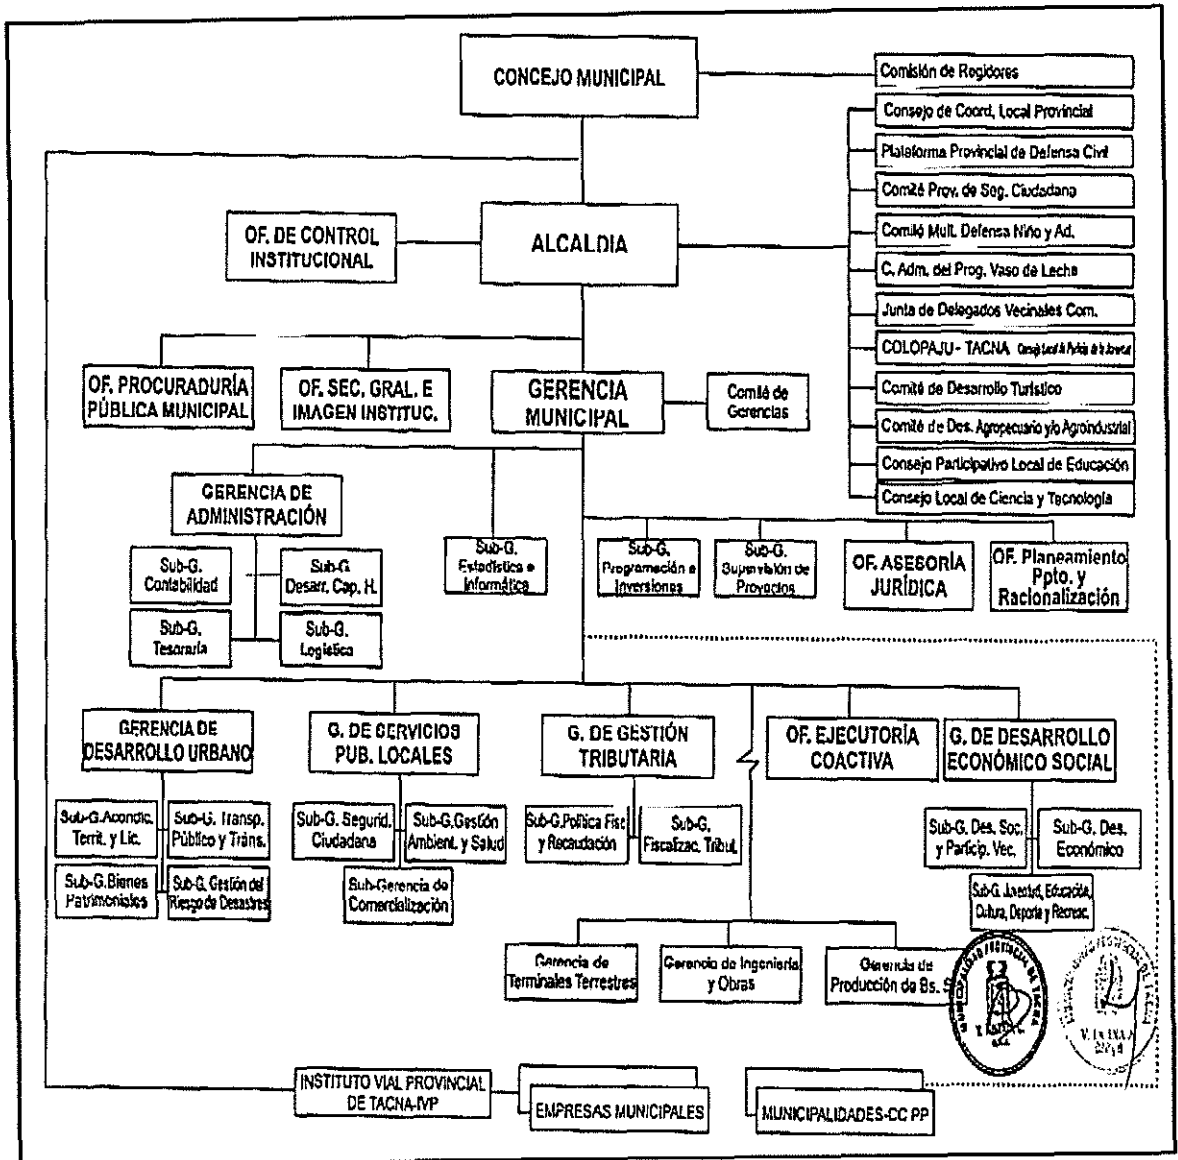 CONCEJO MUNICIPAL
Comisión de Regidores
Consejo de Coord. Local Provincial
Plataforma Provincial de Defensa Civil
Comité Prov. de Seg. Ciudadana
Comité Mult. Defensa Niño y Ad.
C. Adm. del Prog. Vaso de Leche
Junta de Delegados Vecinales Com.
COLOPAJU - TACNA
Comité de Desarrollo Turístico
Comité de Des. Agropecuario y/o Agroindustrial
Consejo Participativo Local de Educación
Consejo Local de Ciencia y Tecnología
OF. DE CONTROL
INSTITUCIONAL
ALCALDIA
OF. PROCURADURÍA
PÚBLICA MUNICIPAL
OF. SEC. GRAL. E
IMAGEN INSTITUC.
GERENCIA
MUNICIPAL
Comité de
Gerencias
GERENCIA DE
ADMINISTRACIÓN
Sub-G.
Contabilidad
Sub-G
Desarr. Cap. H.
Sub-G.
Tesorería
Sub-G.
Logística
Sub-G.
Estadística e
Informática
Sub-G.
Programación e
Inversiones
Sub-G.
Supervisión de
Proyectos
OF. ASESORÍA
JURÍDICA
OF. Planeamiento
Ppto. y
Racionalización
GERENCIA DE
DESARROLLO URBANO
G. DE SERVICIOS
PUB. LOCALES
G. DE GESTIÓN
TRIBUTARIA
OF. EJECUTORÍA
COACTIVA
G. DE DESARROLLO
ECONÓMICO SOCIAL
Sub-G.Acondic.
Territ. y Lic.
Sub-G. Transp.
Público y Tráns.
Sub-G.Bienes
Patrimoniales
Sub-G. Gestión del
Riesgo de Desastres
Sub-G. Segurid.
Ciudadana
Sub-G.Gestión
Ambient. y Salud
Sub-Gerencia de
Comercialización
Sub-G.Política Fisc
y Recaudación
Sub-G.
Fiscalizac. Tribut.
Sub-G. Des. Soc.
y Particip. Vec.
Sub-G. Des.
Económico
Sub-G. Juventud, Educación,
Cultura, Deporte y Recreac.
Gerencia de
Terminales Terrestres
Gerencia de Ingeniería
y Obras
Gerencia de
Producción de Bs.
MUNICIPALIDAD PROVINCIAL DE TACNA
INSTITUTO VIAL PROVINCIAL
DE TACNA-IVP
EMPRESAS MUNICIPALES
MUNICIPALIDADES-CC PP